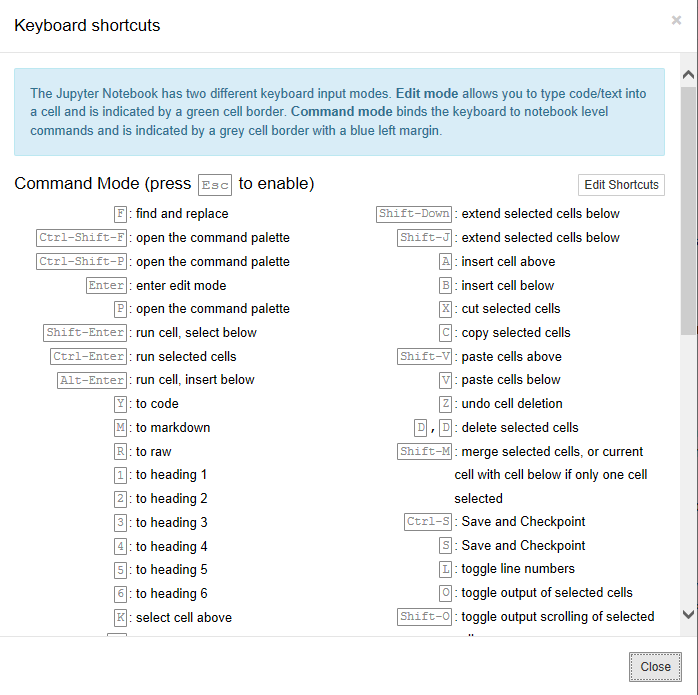 Keyboard shortcuts
×
The Jupyter Notebook has two different keyboard input modes. Edit mode allows you to type code/text into
a cell and is indicated by a green cell border. Command mode binds the keyboard to notebook level
commands and is indicated by a grey cell border with a blue left margin.
Command Mode (press Esc to enable)
Edit Shortcuts
F : find and replace
Ctrl-Shift-F : open the command palette
Ctrl-Shift-P : open the command palette
Enter : enter edit mode
P : open the command palette
Shift-Enter : run cell, select below
Ctrl-Enter : run selected cells
Alt-Enter : run cell, insert below
Y : to code
M : to markdown
R : to raw
1 : to heading 1
2 : to heading 2
3 : to heading 3
4 : to heading 4
5 : to heading 5
6 : to heading 6
K : select cell above
Shift-Down : extend selected cells below
Shift-J : extend selected cells below
A : insert cell above
B : insert cell below
X : cut selected cells
C : copy selected cells
Shift-V : paste cells above
V : paste cells below
Z : undo cell deletion
D , D : delete selected cells
Shift-M : merge selected cells, or current
cell with cell below if only one cell
selected
Ctrl-S : Save and Checkpoint
S : Save and Checkpoint
L : toggle line numbers
O : toggle output of selected cells
Shift-O : toggle output scrolling of selected
Close